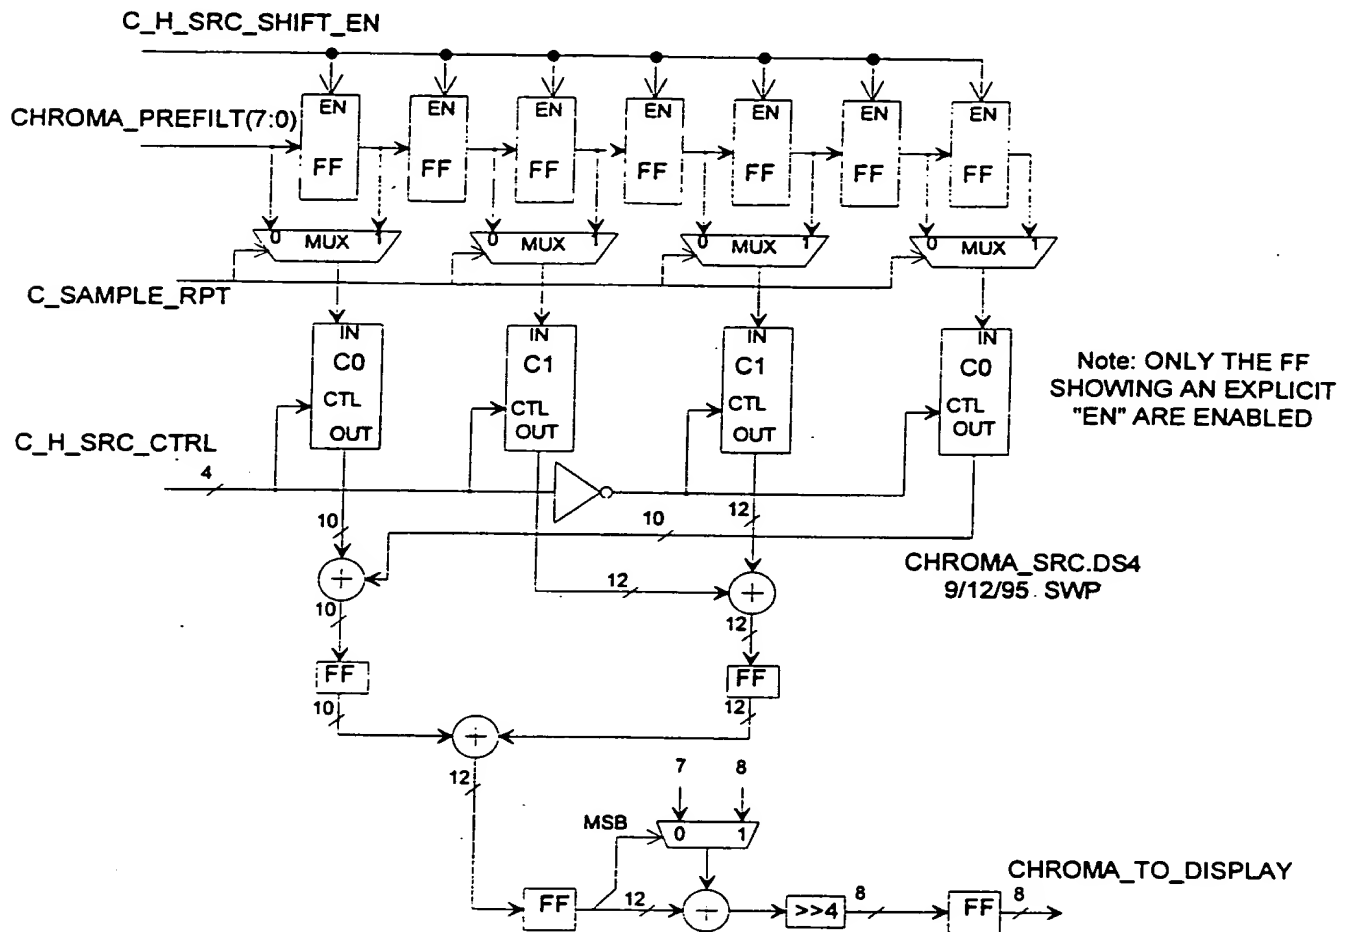 C_H_SRC_SHIFT_EN
CHROMA_PREFILT(7:0)
EN EN EN EN EN EN EN
FF FF FF FF FF FF FF
0 MUX 1 0 MUX 1 0 MUX 1 0 MUX 1
C_SAMPLE_RPT
IN IN IN IN
C0 C1 C1 C0
CTL CTL CTL CTL
OUT OUT OUT OUT
Note: ONLY THE FF
SHOWING AN EXPLICIT
"EN" ARE ENABLED
C_H_SRC_CTRL
4
10 10 12
CHROMA_SRC.DS4
9/12/95. SWP
12
10 12
FF FF
10 12
12
7 8
MSB 0 1
CHROMA_TO_DISPLAY
FF 12 >>4 8 FF 8